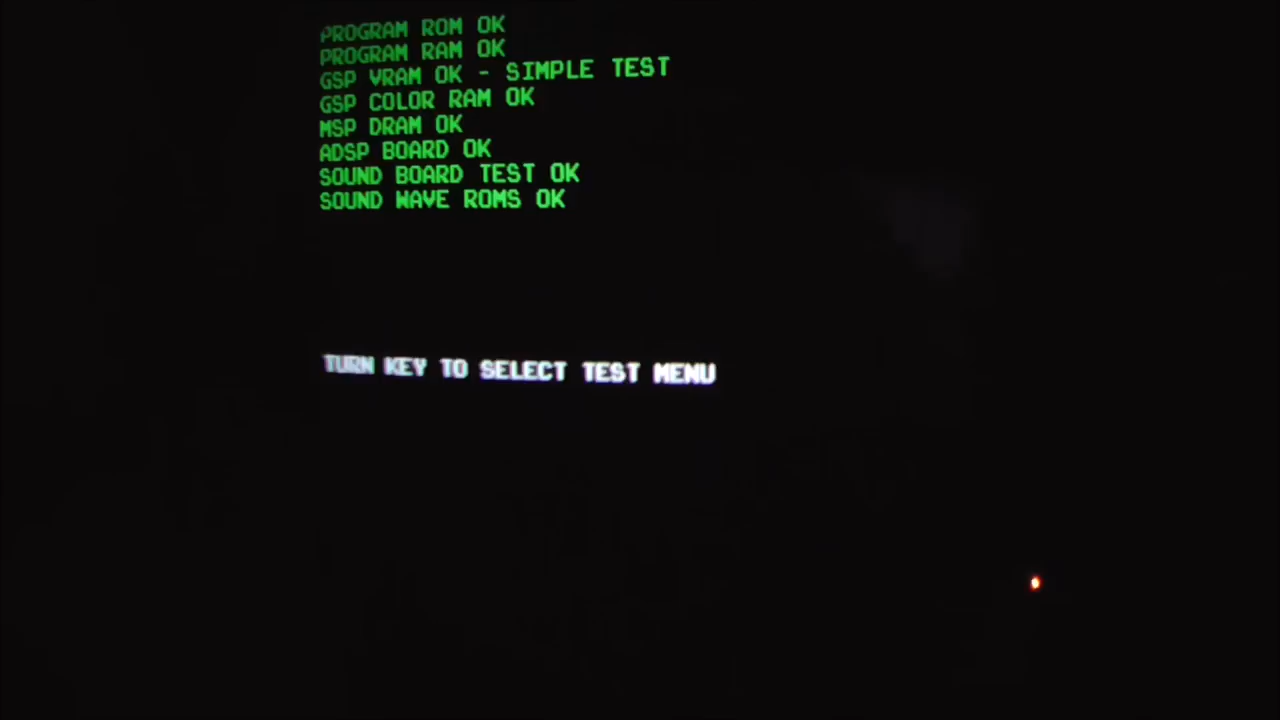 PROGRAM ROM OK
PROGRAM RAM OK
GSP VRAM OK - SIMPLE TEST
GSP COLOR RAM OK
MSP DRAM OK
ADSP BOARD OK
SOUND BOARD TEST OK
SOUND WAVE ROMS OK
TURN KEY TO SELECT TEST MENU